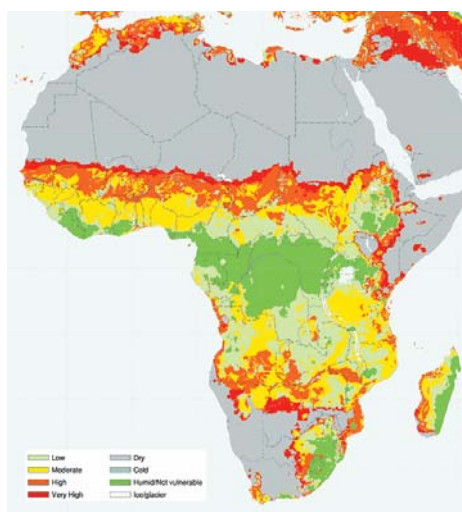 Low
Moderate
High
Very High
Dry
Cold
Humid/Not vulnerable
Ice/glacier